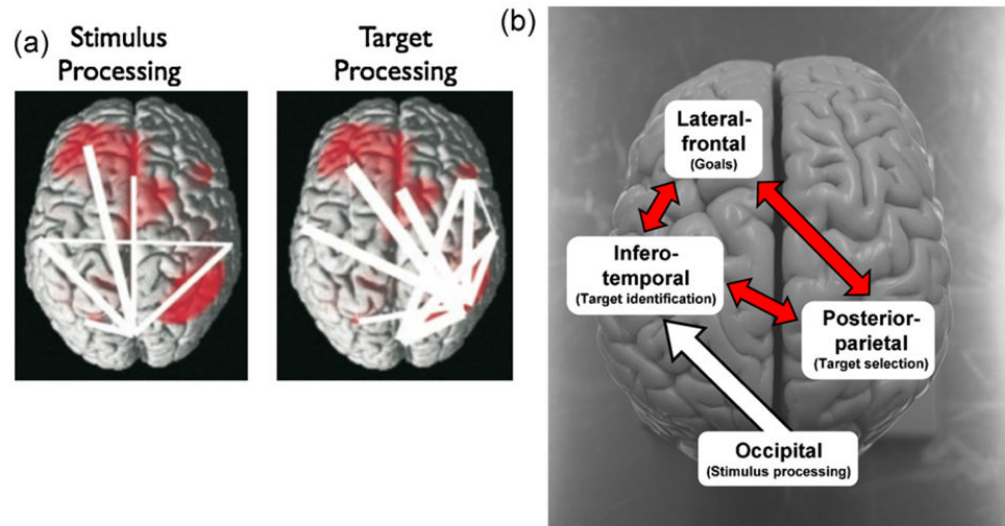 (a)
Stimulus
Processing
Target
Processing
(b)
Lateral-
frontal
(Goals)
Infero-
temporal
(Target identification)
Posterior-
parietal
(Target selection)
Occipital
(Stimulus processing)